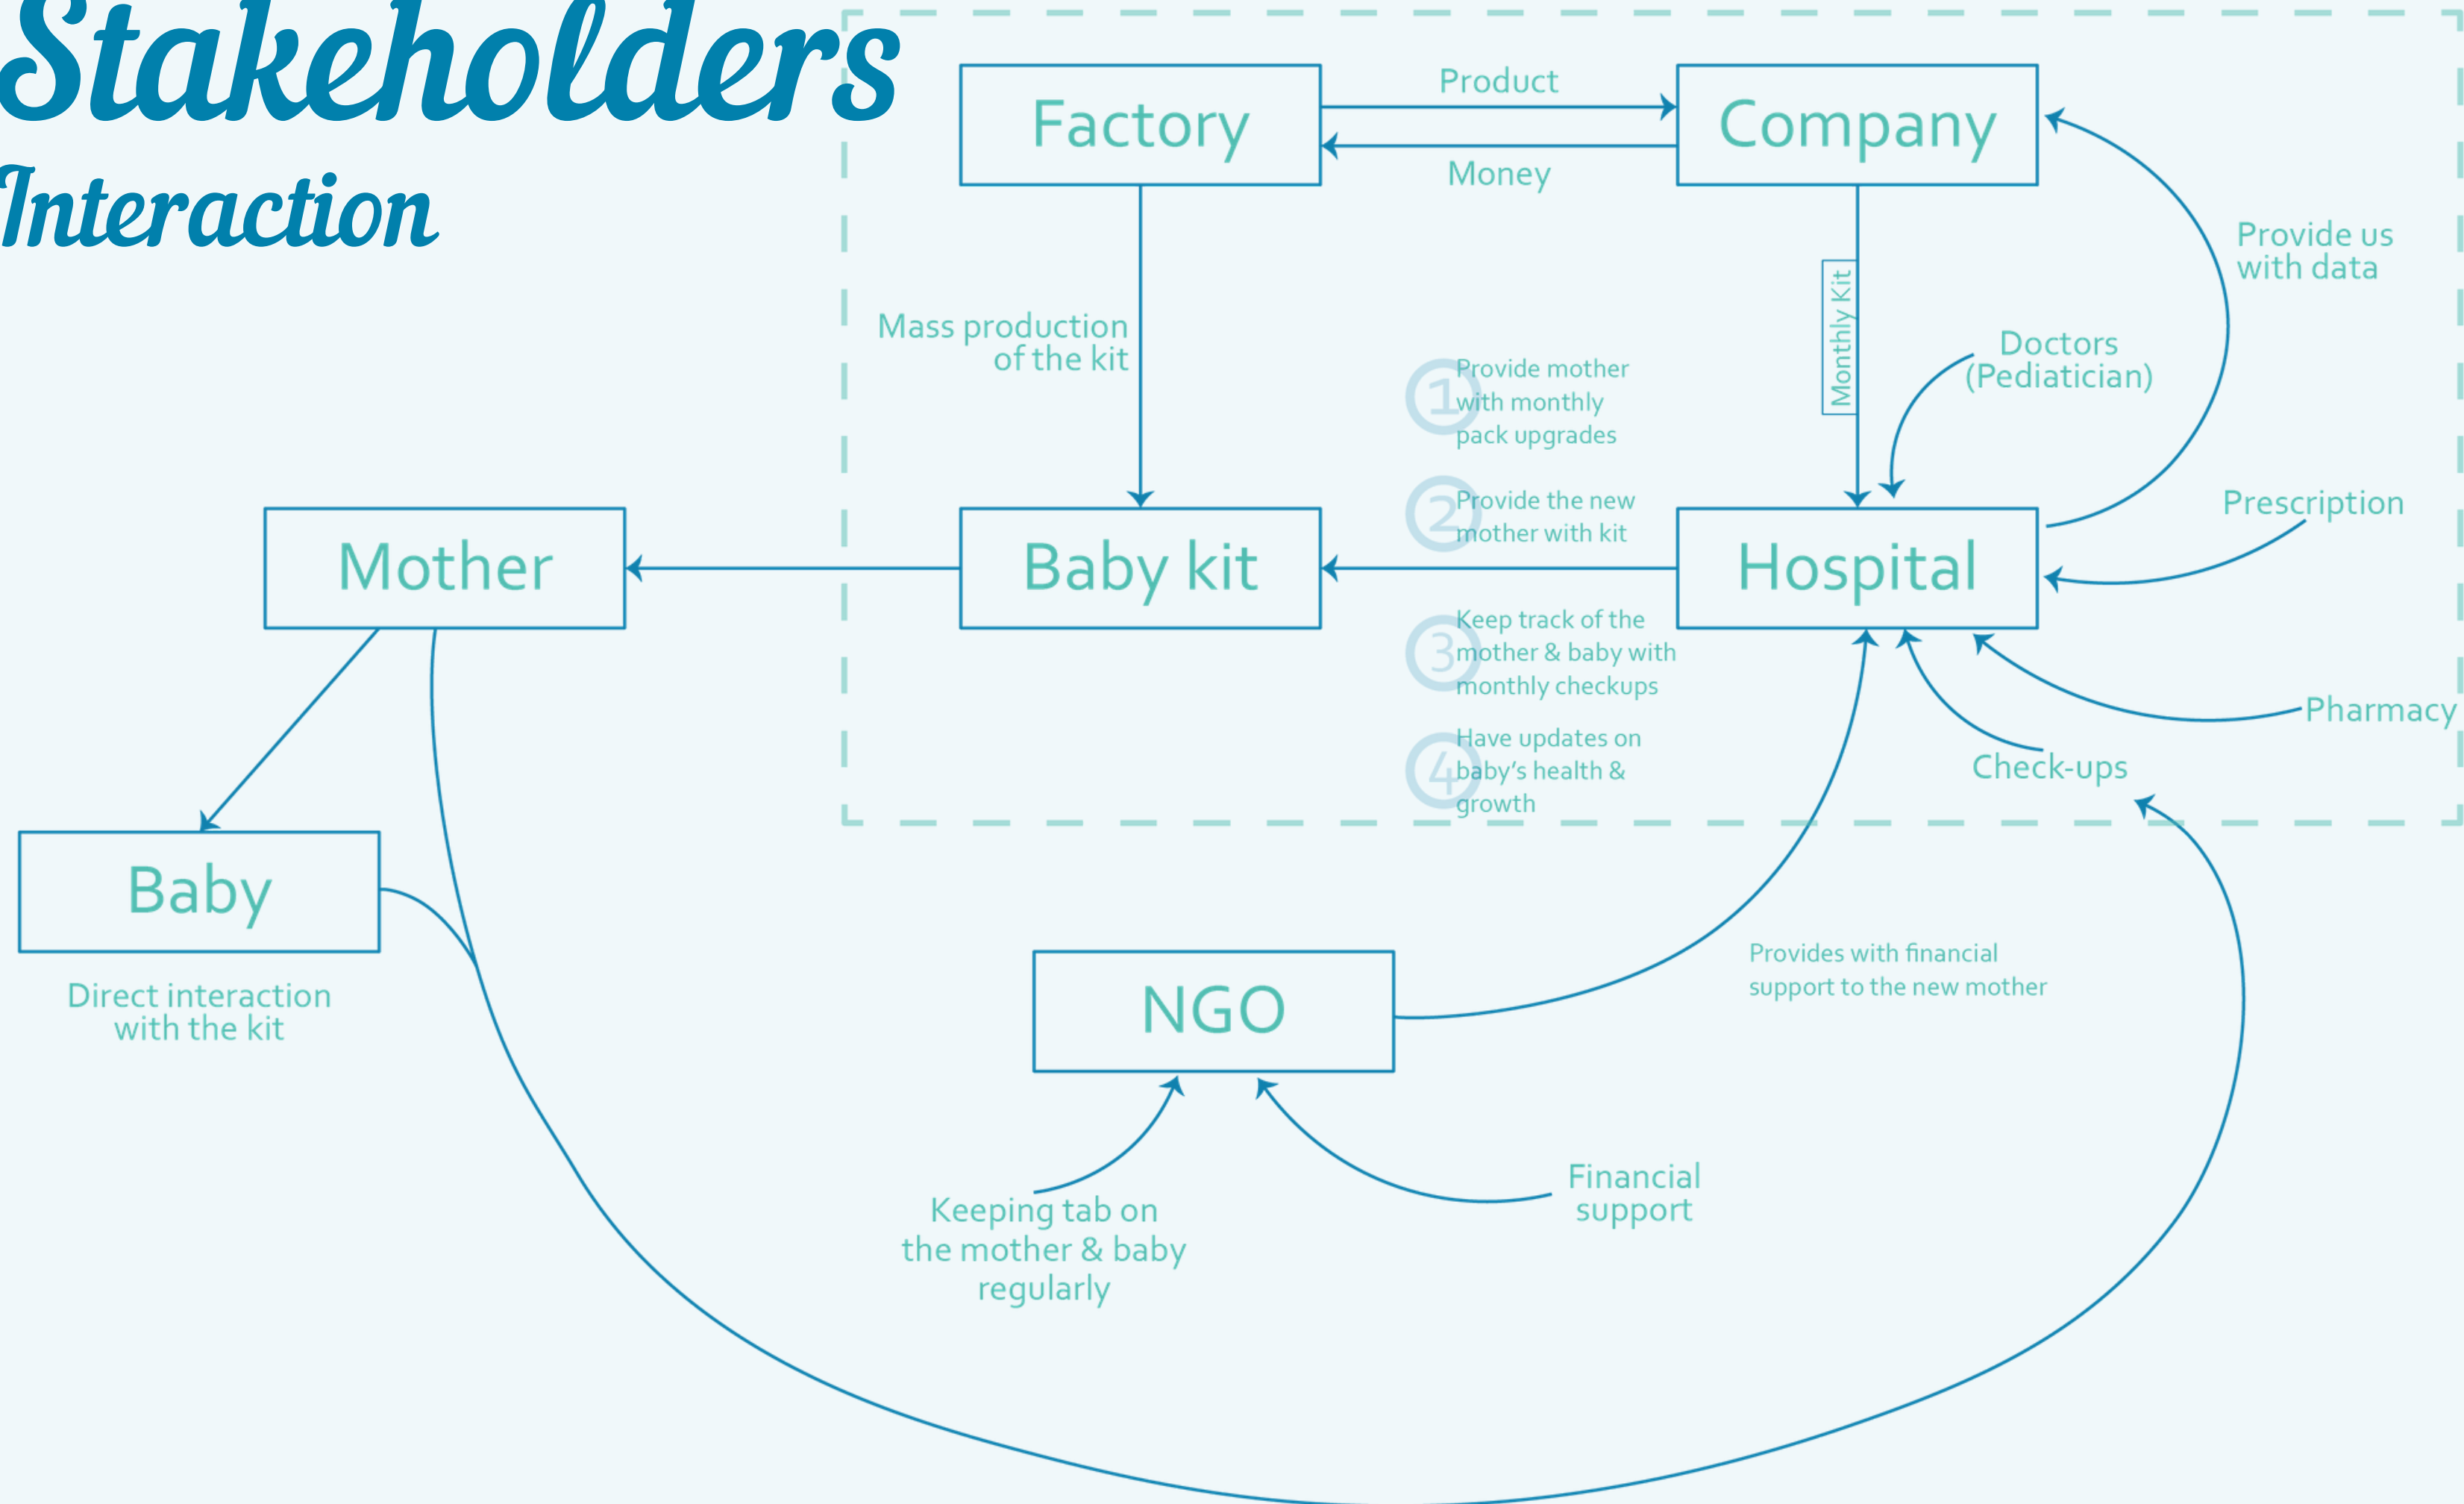 Stakeholders
Interaction
Factory
Product
Money
Company
Provide us
with data
Mass production
of the kit
Monthly Kit
Doctors
(Pediatician)
1
Provide mother
with monthly
pack upgrades
2
Provide the new
mother with kit
Prescription
Mother
Baby kit
Hospital
3
Keep track of the
mother & baby with
monthly checkups
4
Have updates on
baby's health &
growth
Pharmacy
Check-ups
Baby
Direct interaction
with the kit
NGO
Provides with financial
support to the new mother
Keeping tab on
the mother & baby
regularly
Financial
support